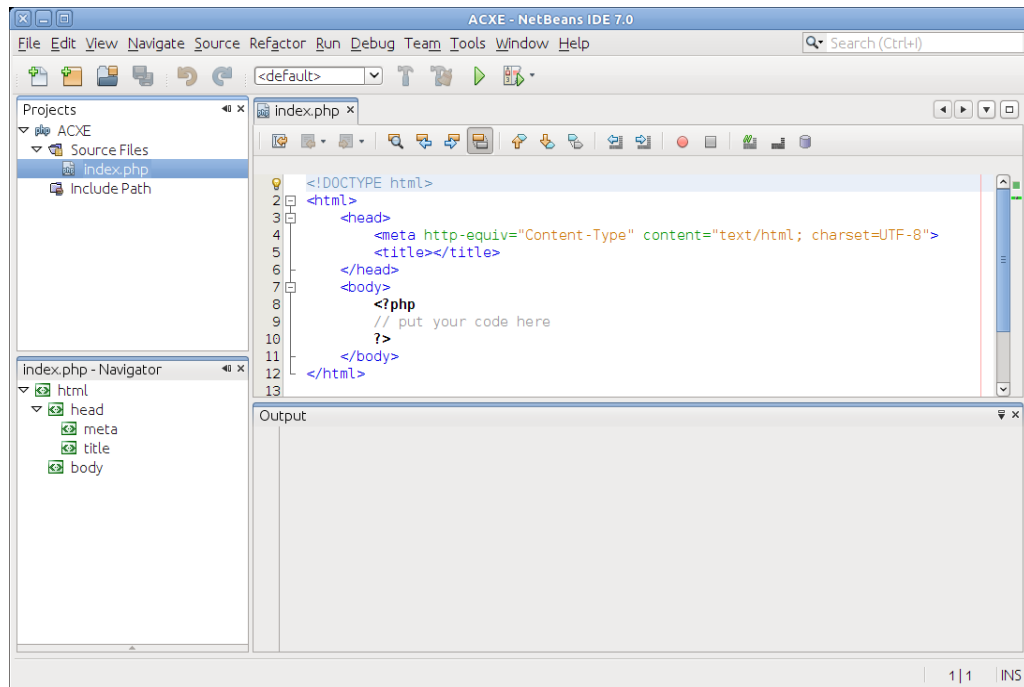 ACXE - NetBeans IDE 7.0
File Edit View Navigate Source Refactor Run Debug Team Tools Window Help
Search (Ctrl+I)
<default>
Projects
ACXE
Source Files
index.php
Include Path
index.php - Navigator
html
head
meta
title
body
index.php
<!DOCTYPE html>
2 <html>
3 <head>
4 <meta http-equiv="Content-Type" content="text/html; charset=UTF-8">
5 <title></title>
6 </head>
7 <body>
8 <?php
9 // put your code here
10 ?>
11 </body>
12 </html>
13
Output
1|1 INS